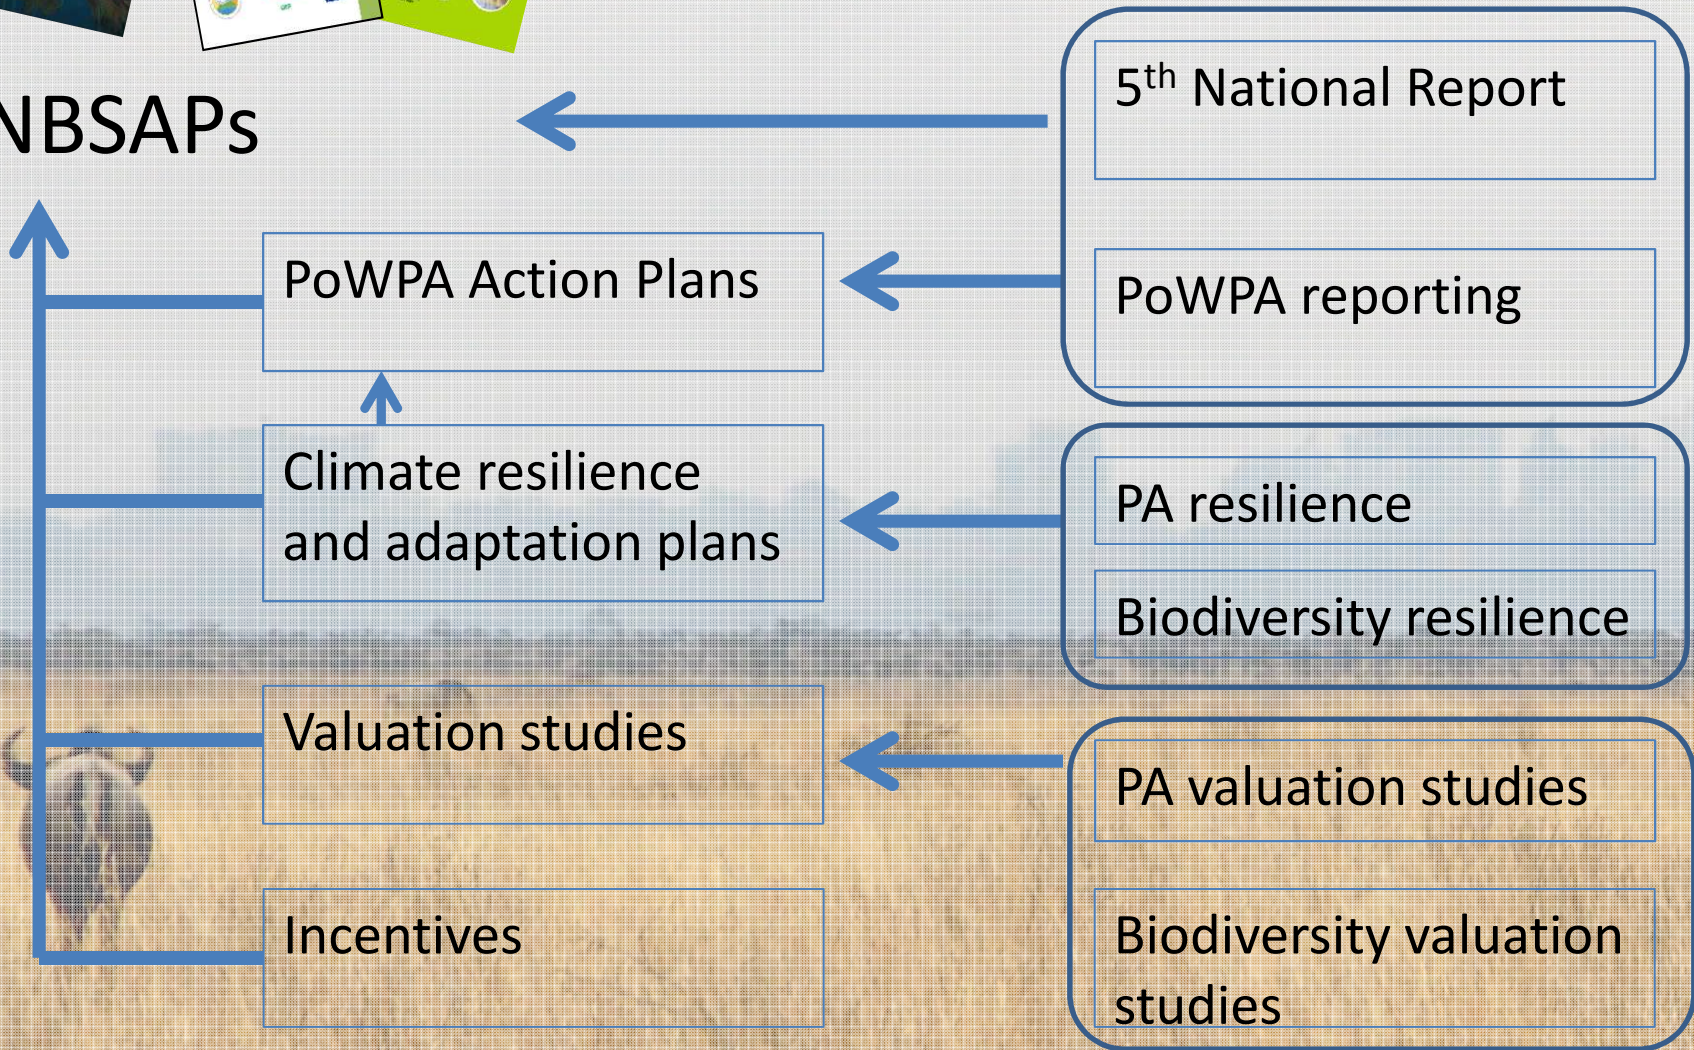 NBSAPs
5th National Report
PoWPA Action Plans
PoWPA reporting
Climate resilience
and adaptation plans
PA resilience
Biodiversity resilience
Valuation studies
PA valuation studies
Incentives
Biodiversity valuation
studies